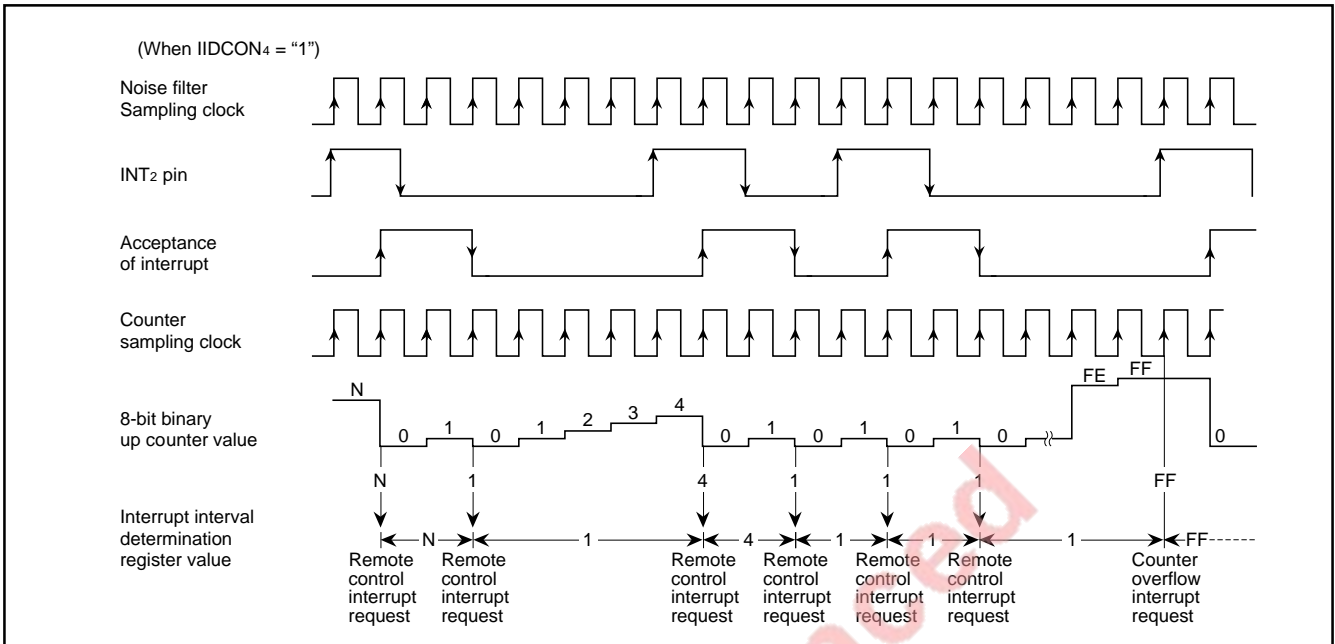 (When IIDCON4 = “1”)
Noise filter
Sampling clock
INT2 pin
Acceptance
of interrupt
Counter
sampling clock
N
FE
FF
8-bit binary
up counter value
0
1
0
1
2
3
4
0
1
0
1
0
1
0
0
N
1
4
1
1
1
FF
Interrupt interval
determination
register value
N
1
4
1
1
1
FF
Remote
control
interrupt
request
Remote
control
interrupt
request
Remote
control
interrupt
request
Remote
control
interrupt
request
Remote
control
interrupt
request
Remote
control
interrupt
request
Counter
overflow
interrupt
request